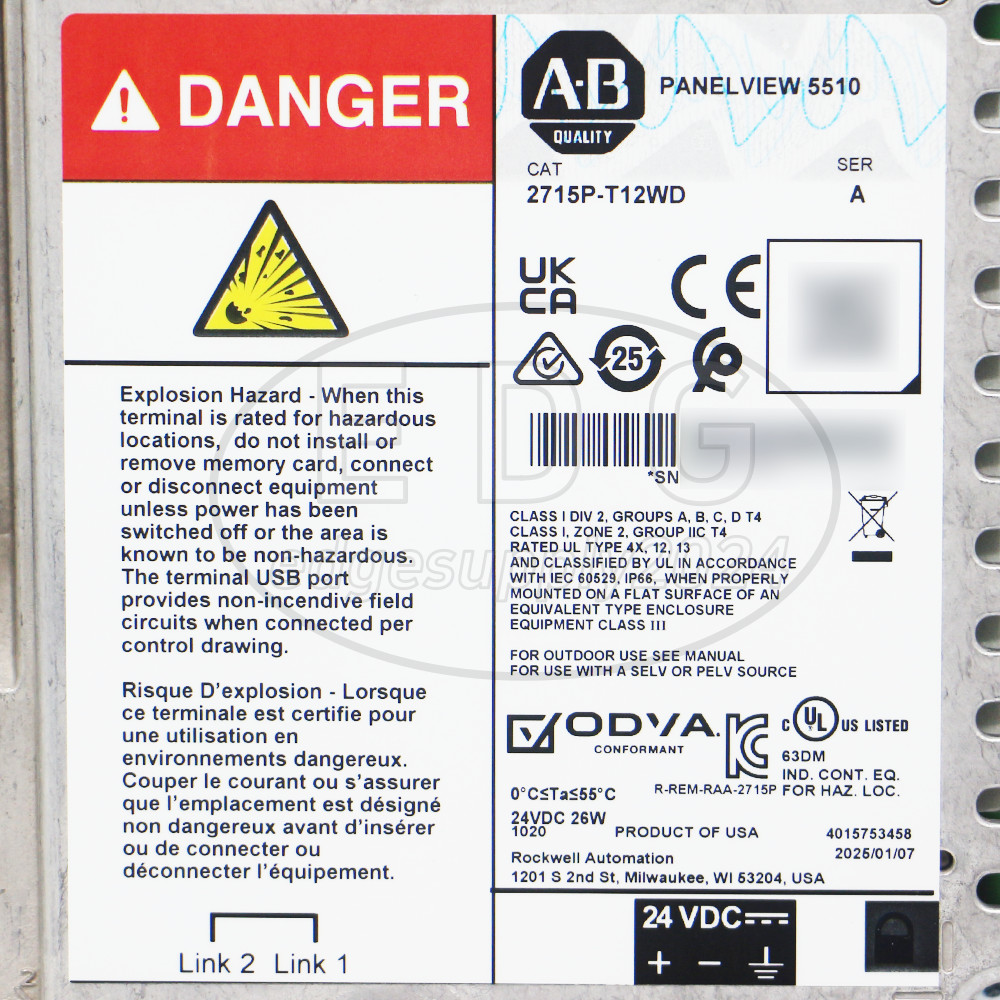 DANGER
Explosion Hazard - When this
terminal is rated for hazardous
locations, do not install or
remove memory card, connect
or disconnect equipment
unless power has been
switched off or the area is
known to be non-hazardous.
The terminal USB port
provides non-incendive field
circuits when connected per
control drawing.
Risque D'explosion - Lorsque
ce terminale est certifie pour
une utilisation en
environnements dangereux.
Couper le courant ou s'assurer
que l'emplacement est désigné
non dangereux avant d'insérer
ou de connecter ou
déconnecter l'équipement.
Link 2 Link 1
A-B
QUALITY
PANELVIEW 5510
CAT
2715P-T12WD
SER
A
UK
CA
CE
25
*SN
CLASS I DIV 2, GROUPS A, B, C, D T4
CLASS I, ZONE 2, GROUP IIC T4
RATED UL TYPE 4X, 12, 13
AND CLASSIFIED BY UL IN ACCORDANCE
WITH IEC 60529, IP66, WHEN PROPERLY
MOUNTED ON A FLAT SURFACE OF AN
EQUIVALENT TYPE ENCLOSURE
EQUIPMENT CLASS III
FOR OUTDOOR USE SEE MANUAL
FOR USE WITH A SELV OR PELV SOURCE
ODVA.
CONFORMANT
C UL US LISTED
63DM
IND. CONT. EQ.
FOR HAZ. LOC.
R-REM-RAA-2715P
0°C≤Ta≤55°C
24VDC 26W
1020 PRODUCT OF USA 4015753458
2025/01/07
Rockwell Automation
1201 S 2nd St, Milwaukee, WI 53204, USA
24 VDC
+ −
EDG
edgesupply2024
2